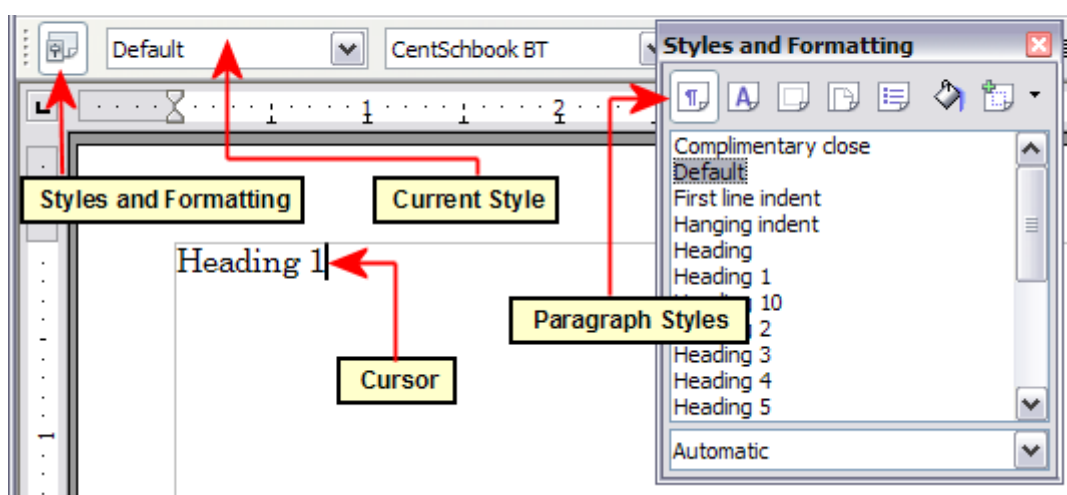 Default
CentSchbook BT
Styles and Formatting
1
1
1
2
Complimentary close
Default
First line indent
Hanging indent
Heading
Heading 1
10
2
Heading 3
Heading 4
Heading 5
Automatic
Styles and Formatting
Current Style
Heading 1
Paragraph Styles
Cursor
1